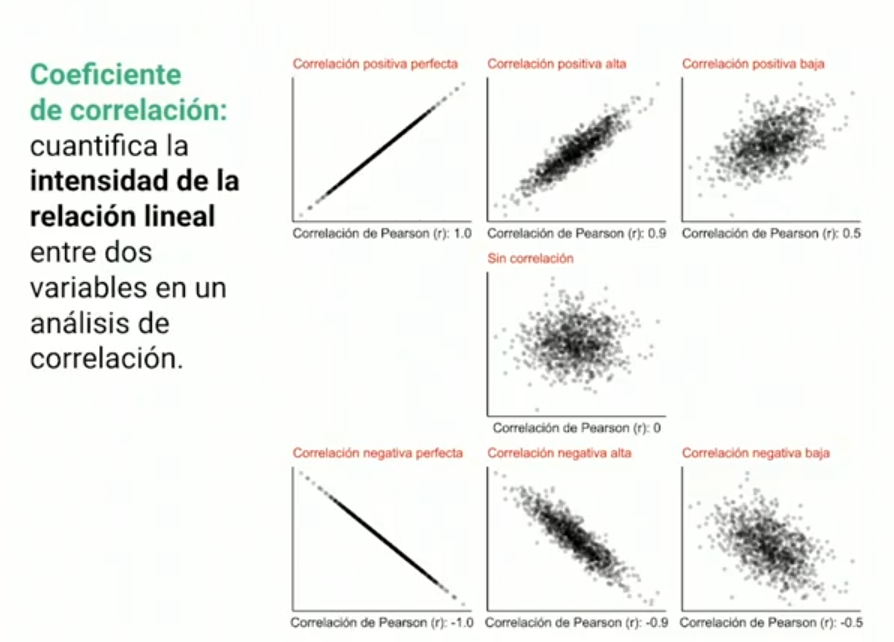 Coeficiente
de correlación:
cuantifica la
intensidad de la
relación lineal
entre dos
variables en un
análisis de
correlación.
Correlación positiva perfecta
Correlación de Pearson (r): 1.0
Correlación positiva alta
Correlación de Pearson (r): 0.9
Correlación positiva baja
Correlación de Pearson (r): 0.5
Sin correlación
Correlación de Pearson (r): 0
Correlación negativa perfecta
Correlación de Pearson (r): -1.0
Correlación negativa alta
Correlación de Pearson (r): -0.9
Correlación negativa baja
Correlación de Pearson (r): -0.5